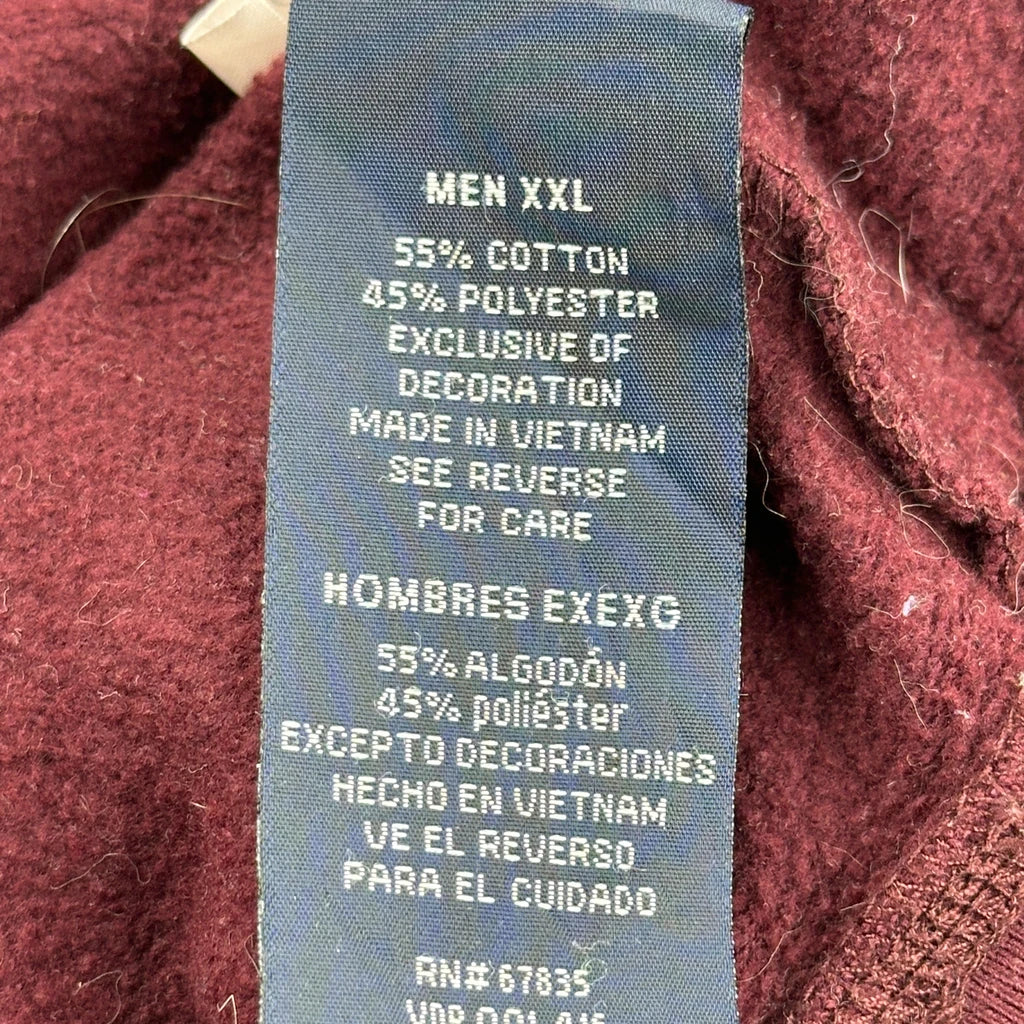 MEN XXL
55% COTTON
45% POLYESTER
EXCLUSIVE OF
DECORATION
MADE IN VIETNAM
SEE REVERSE
FOR CARE
HOMBRES EXEXG
55% ALGODÓN
45% poliéster
EXCEPTO DECORACIONES
HECHO EN VIETNAM
VE EL REVERSO
PARA EL CUIDADO
RN# 67835